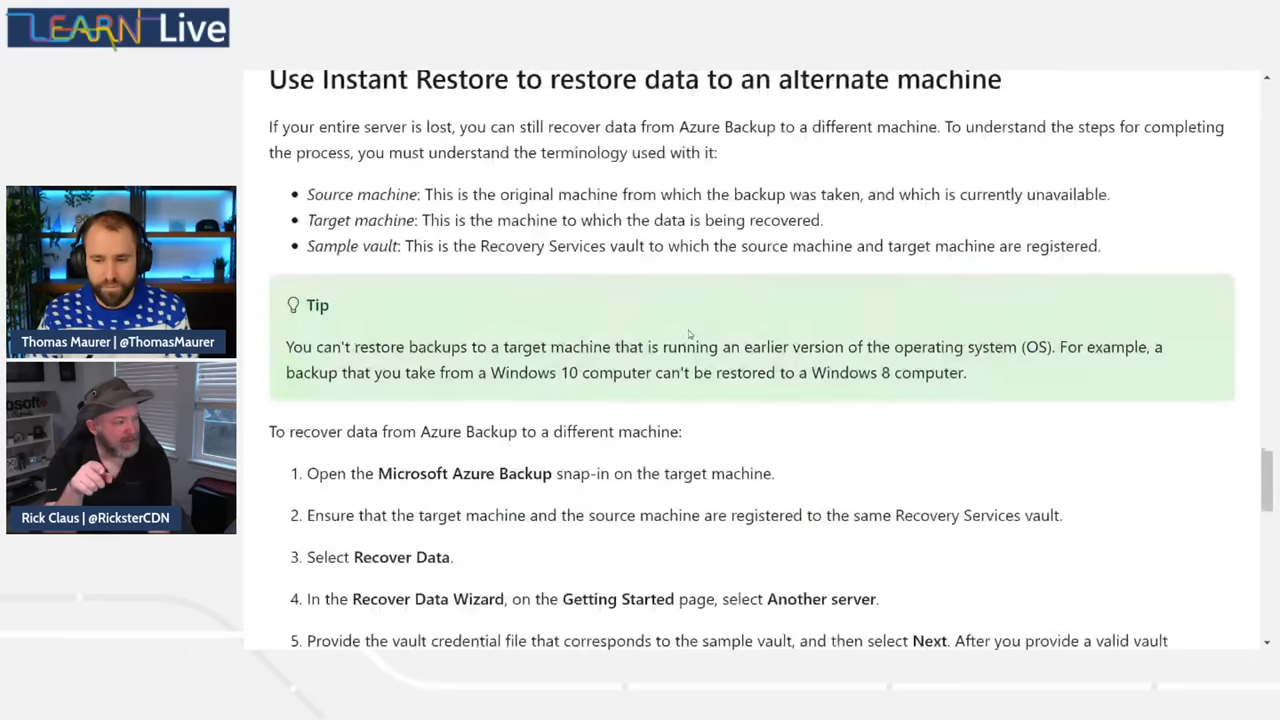 LEARN Live
Use Instant Restore to restore data to an alternate machine
If your entire server is lost, you can still recover data from Azure Backup to a different machine. To understand the steps for completing
the process, you must understand the terminology used with it:
• Source machine: This is the original machine from which the backup was taken, and which is currently unavailable.
• Target machine: This is the machine to which the data is being recovered.
• Sample vault: This is the Recovery Services vault to which the source machine and target machine are registered.
Tip
You can't restore backups to a target machine that is running an earlier version of the operating system (OS). For example, a
backup that you take from a Windows 10 computer can't be restored to a Windows 8 computer.
To recover data from Azure Backup to a different machine:
1. Open the Microsoft Azure Backup snap-in on the target machine.
2. Ensure that the target machine and the source machine are registered to the same Recovery Services vault.
3. Select Recover Data.
4. In the Recover Data Wizard, on the Getting Started page, select Another server.
5. Provide the vault credential file that corresponds to the sample vault, and then select Next. After you provide a valid vault
Thomas Maurer | @ThomasMaurer
osoft
Rick Claus | @RicksterCDN